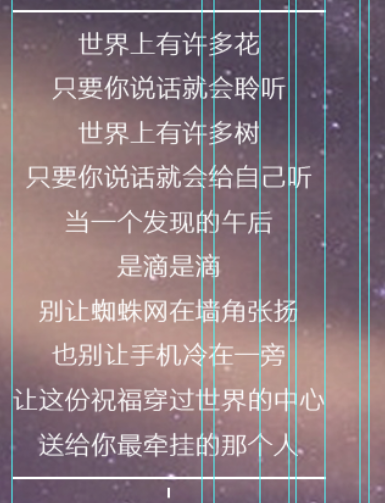 世界上有许多花
只要你说话就会聆听
世界上有许多树
只要你说话就会给自己听
当一个发现的午后
是滴是滴
别让蜘蛛网在墙角张扬
也别让手机冷在一旁
让这份祝福穿过世界的中心
送给你最牵挂的那个人